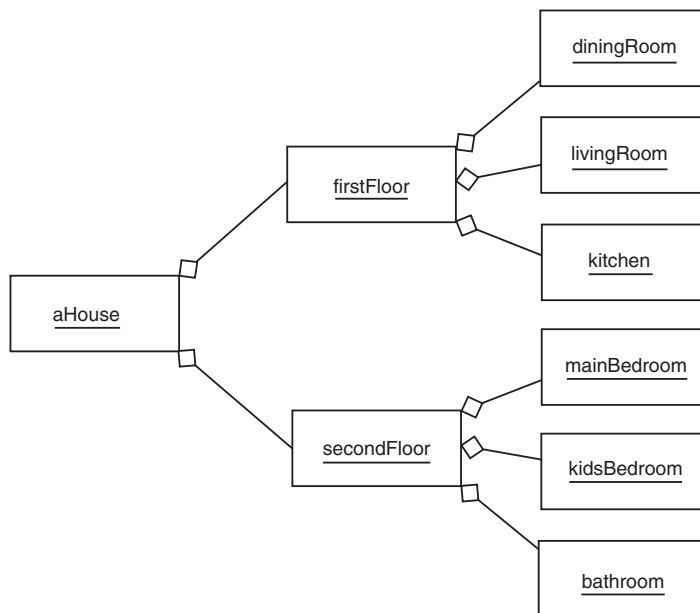 diningRoom
livingRoom
firstFloor
kitchen
aHouse
mainBedroom
secondFloor
kidsBedroom
bathroom